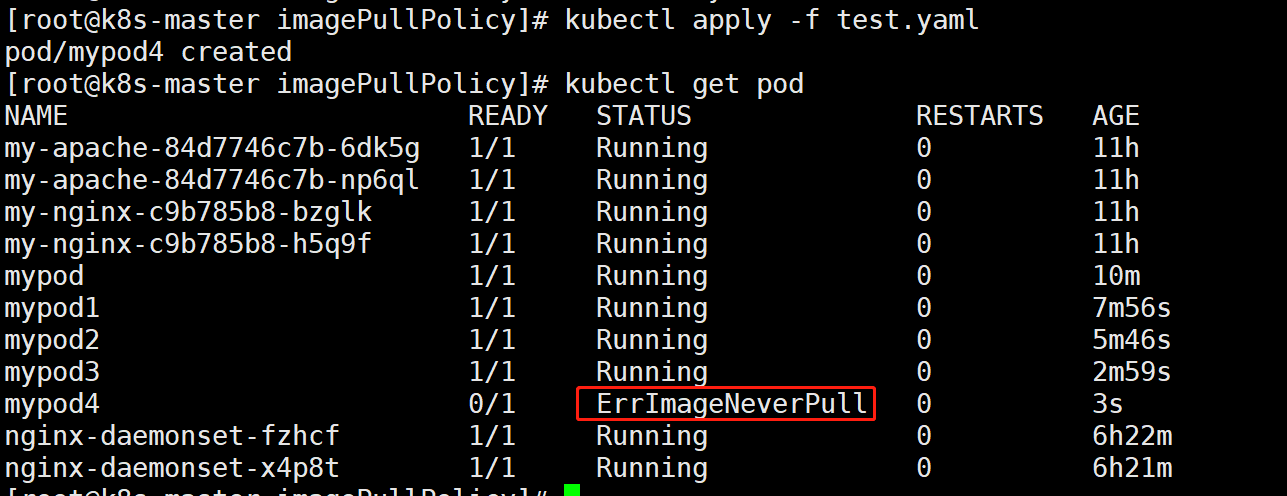 [root@k8s-master imagePullPolicy]# kubectl apply -f test.yaml
pod/mypod4 created
[root@k8s-master imagePullPolicy]# kubectl get pod
NAME                         READY   STATUS              RESTARTS   AGE
my-apache-84d7746c7b-6dk5g   1/1     Running             0          11h
my-apache-84d7746c7b-np6ql   1/1     Running             0          11h
my-nginx-c9b785b8-bzglk      1/1     Running             0          11h
my-nginx-c9b785b8-h5q9f      1/1     Running             0          11h
mypod                        1/1     Running             0          10m
mypod1                       1/1     Running             0          7m56s
mypod2                       1/1     Running             0          5m46s
mypod3                       1/1     Running             0          2m59s
mypod4                       0/1     ErrImageNeverPull   0          3s
nginx-daemonset-fzhcf        1/1     Running             0          6h22m
nginx-daemonset-x4p8t        1/1     Running             0          6h21m
[root@k8s-master imagePullPolicy]#